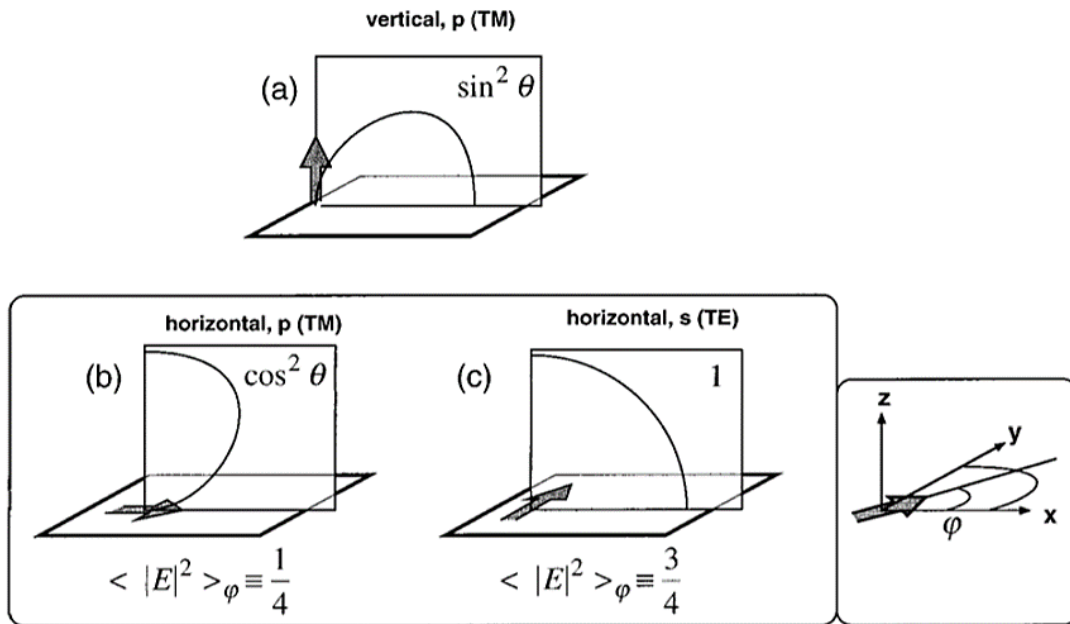 vertical, p (TM)
(a)
sin² θ
horizontal, p (TM)
horizontal, s (TE)
(b)
cos² θ
(c)
1
z
y
x
φ
< |E|² >φ ≡ 1/4
< |E|² >φ ≡ 3/4